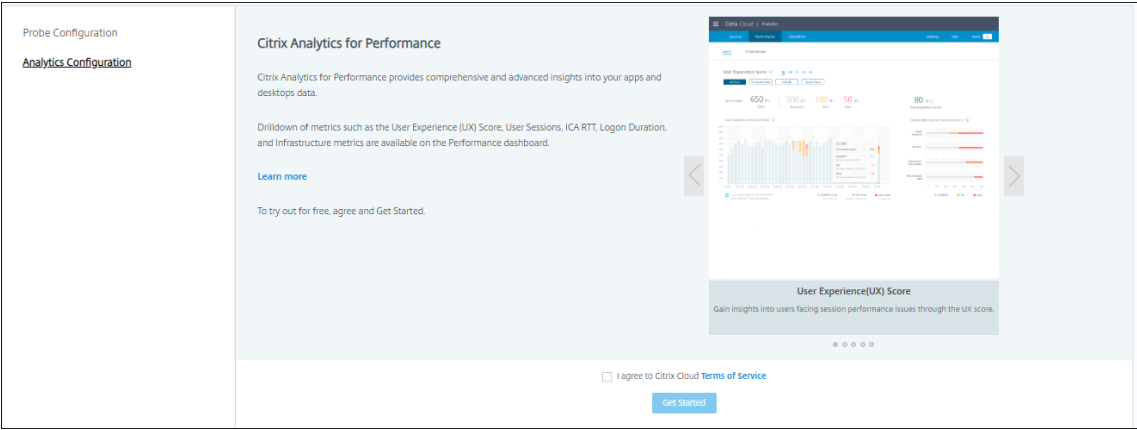 Probe Configuration
Analytics Configuration
Citrix Analytics for Performance
Citrix Analytics for Performance provides comprehensive and advanced insights into your apps and
desktops data.
Drilldown of metrics such as the User Experience (UX) Score, User Sessions, ICA RTT, Logon Duration,
and Infrastructure metrics are available on the Performance dashboard.
Learn more
To try out for free, agree and Get Started.
Citrix Cloud | Analytics
Security Performance Operations Settings Help
User Experience Score
650 500 100 50 80
User Experience(UX) Score
Gain insights into users facing session performance issues through the UX score.
I agree to Citrix Cloud Terms of Service
Get Started